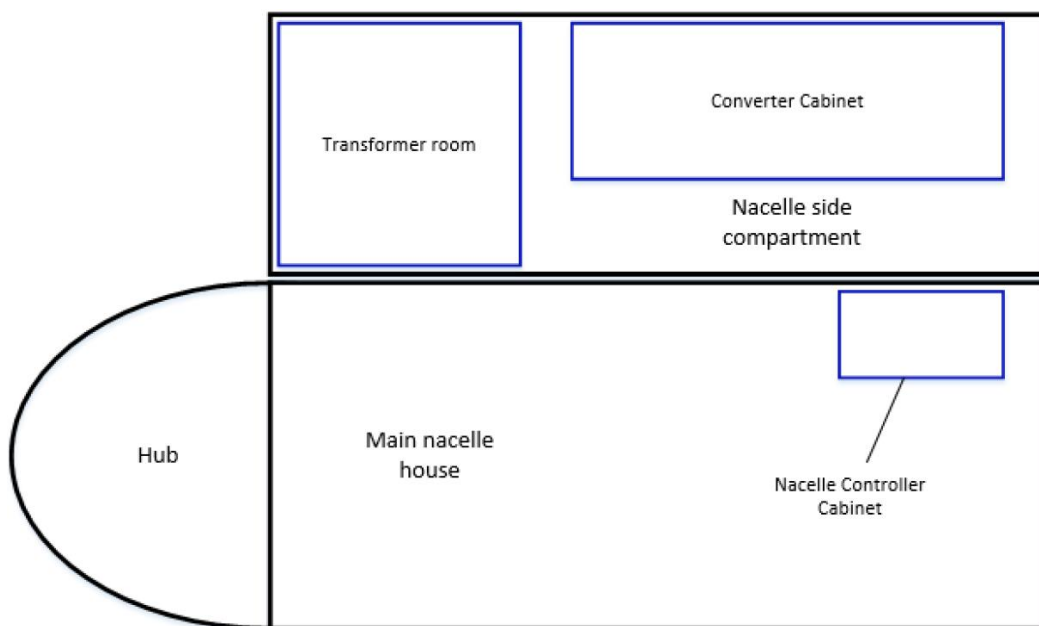 Transformer room
Converter Cabinet
Nacelle side
compartment
Hub
Main nacelle
house
Nacelle Controller
Cabinet